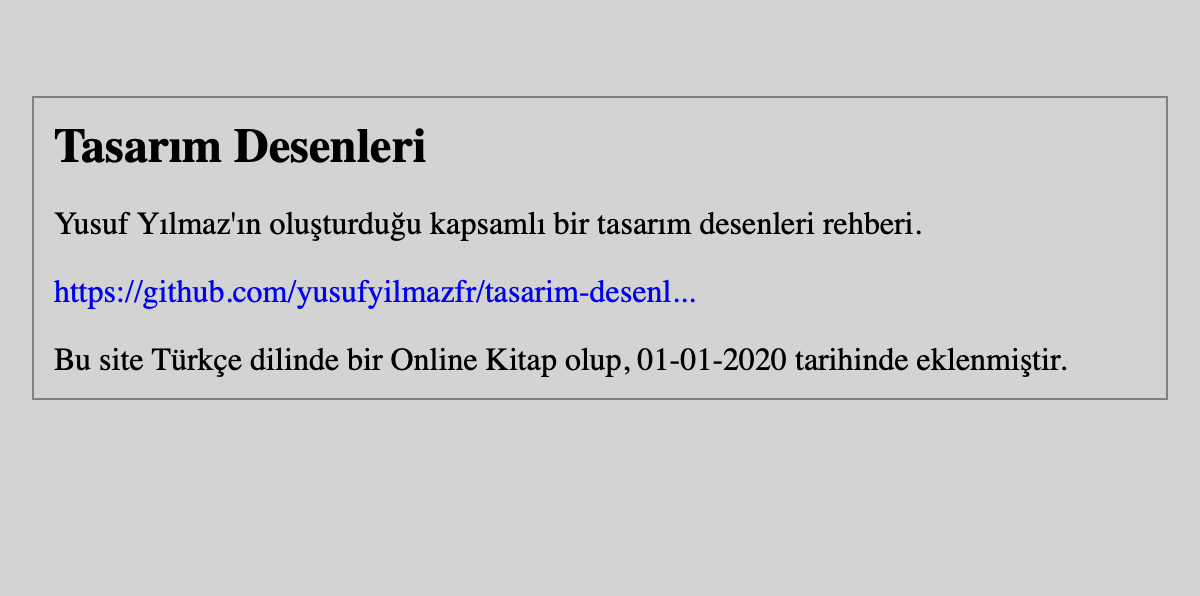 Tasarım Desenleri
Yusuf Yılmaz'ın oluşturduğu kapsamlı bir tasarım desenleri rehberi.
https://github.com/yusufyilmazfr/tasarim-desenl...
Bu site Türkçe dilinde bir Online Kitap olup, 01-01-2020 tarihinde eklenmiştir.